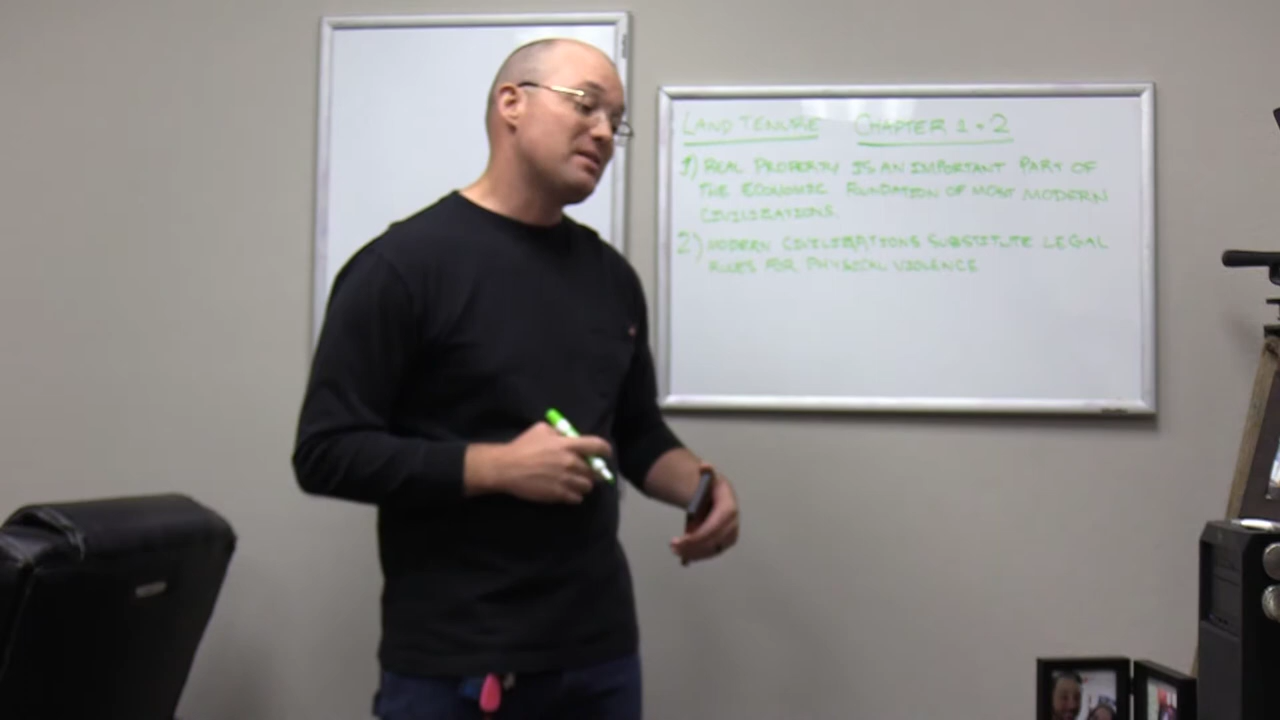 LAND TENURE CHAPTER 1 + 2
1) REAL PROPERTY IS AN IMPORTANT PART OF
THE ECONOMIC FOUNDATION OF MOST MODERN
CIVILIZATIONS.
2) MODERN CIVILIZATIONS SUBSTITUTE LEGAL
RULES FOR PHYSICAL VIOLENCE